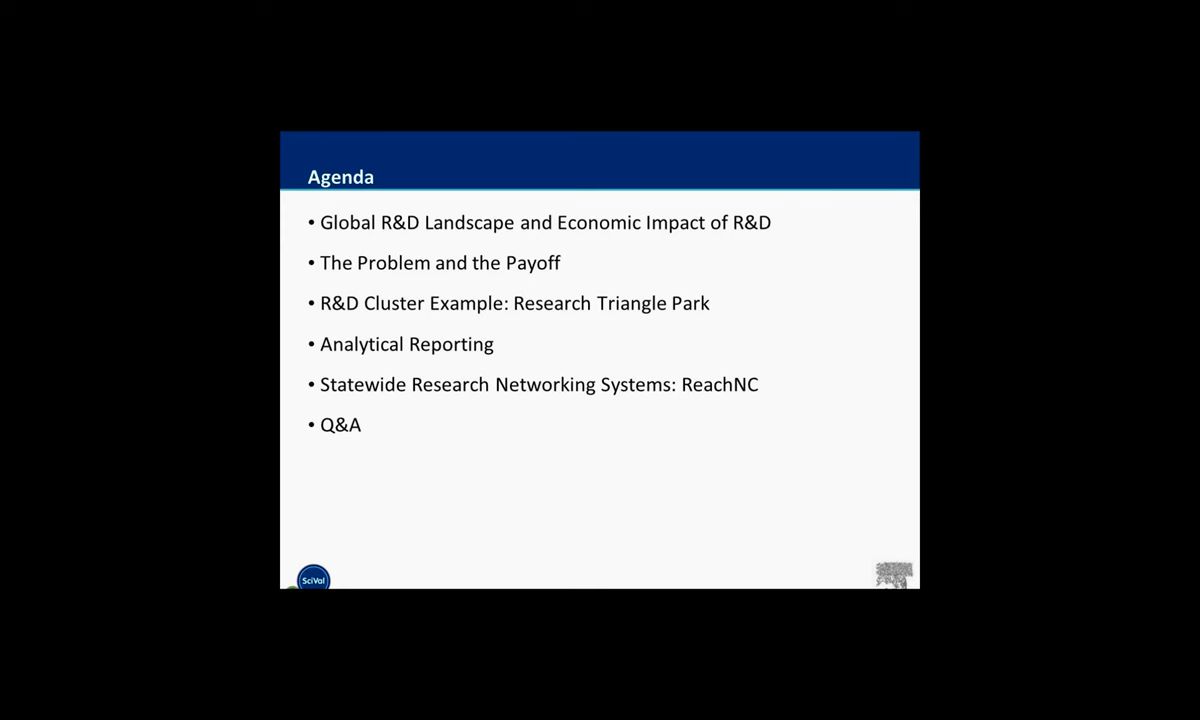 Agenda
• Global R&D Landscape and Economic Impact of R&D
• The Problem and the Payoff
• R&D Cluster Example: Research Triangle Park
• Analytical Reporting
• Statewide Research Networking Systems: ReachNC
• Q&A
SciVal